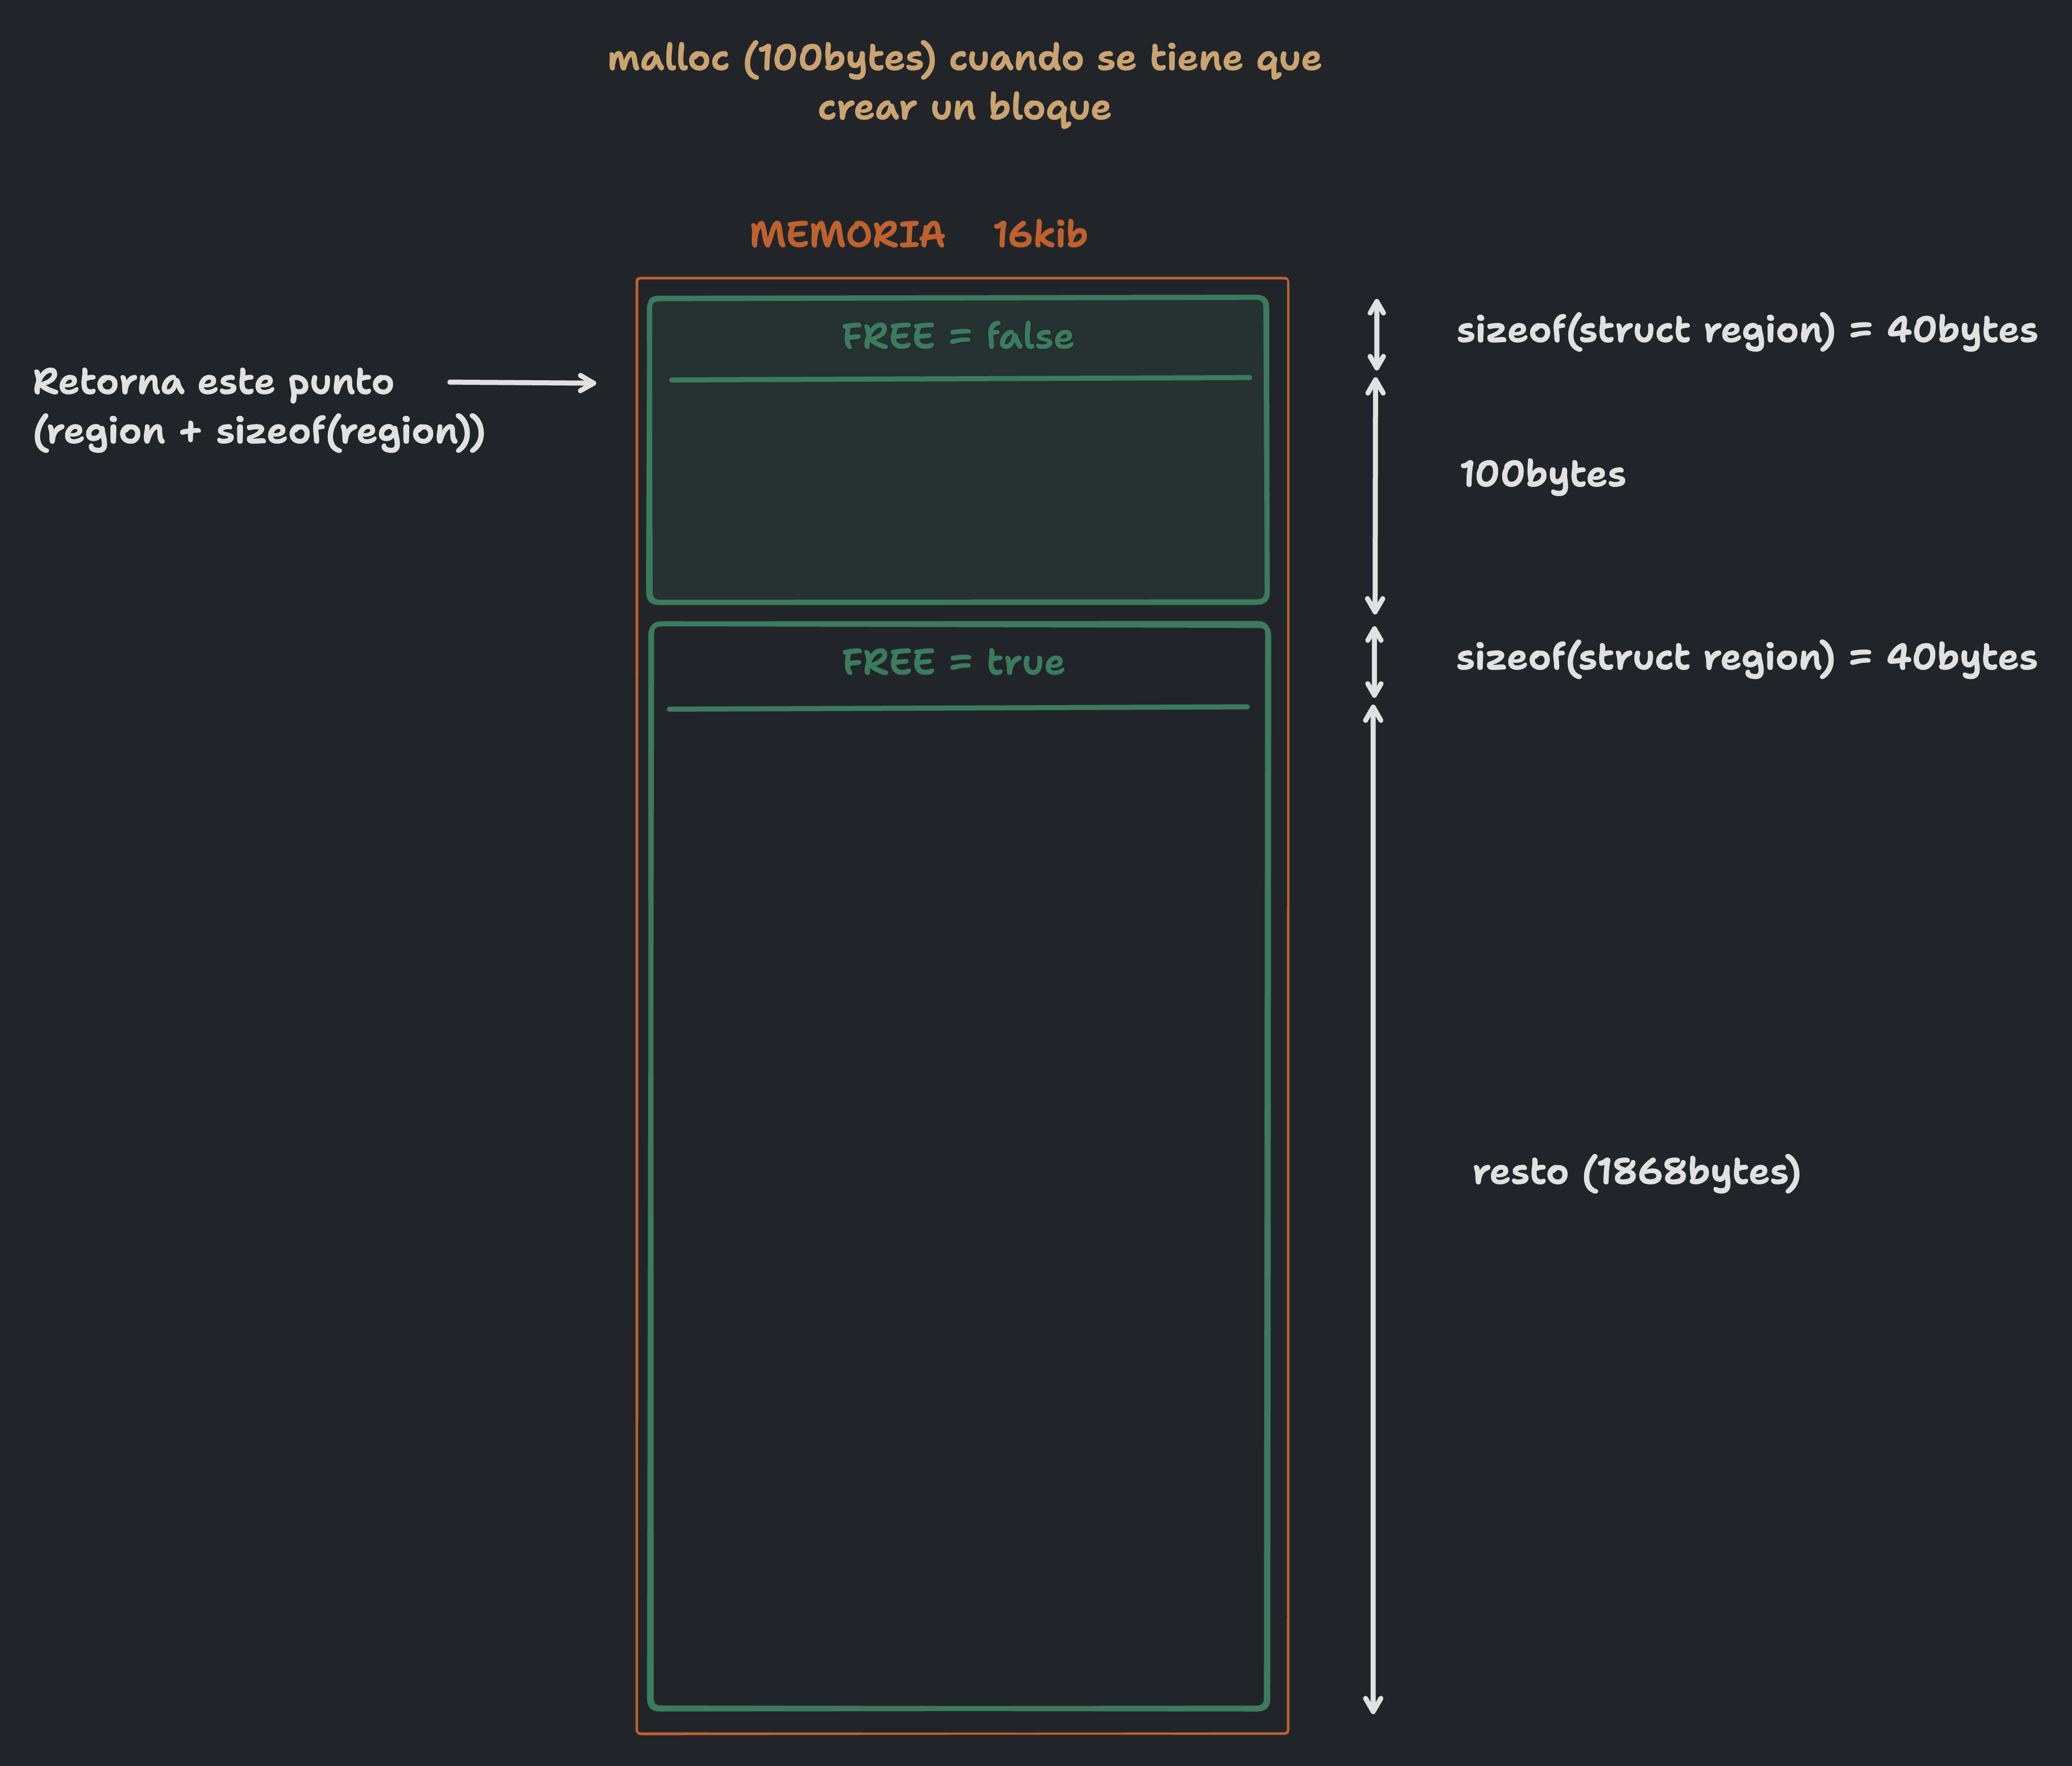 malloc (100bytes) cuando se tiene que
crear un bloque
MEMORIA 16kib
FREE = false
sizeof(struct region) = 40bytes
Retorna este punto
(region + sizeof(region))
100bytes
FREE = true
sizeof(struct region) = 40bytes
resto (1868bytes)